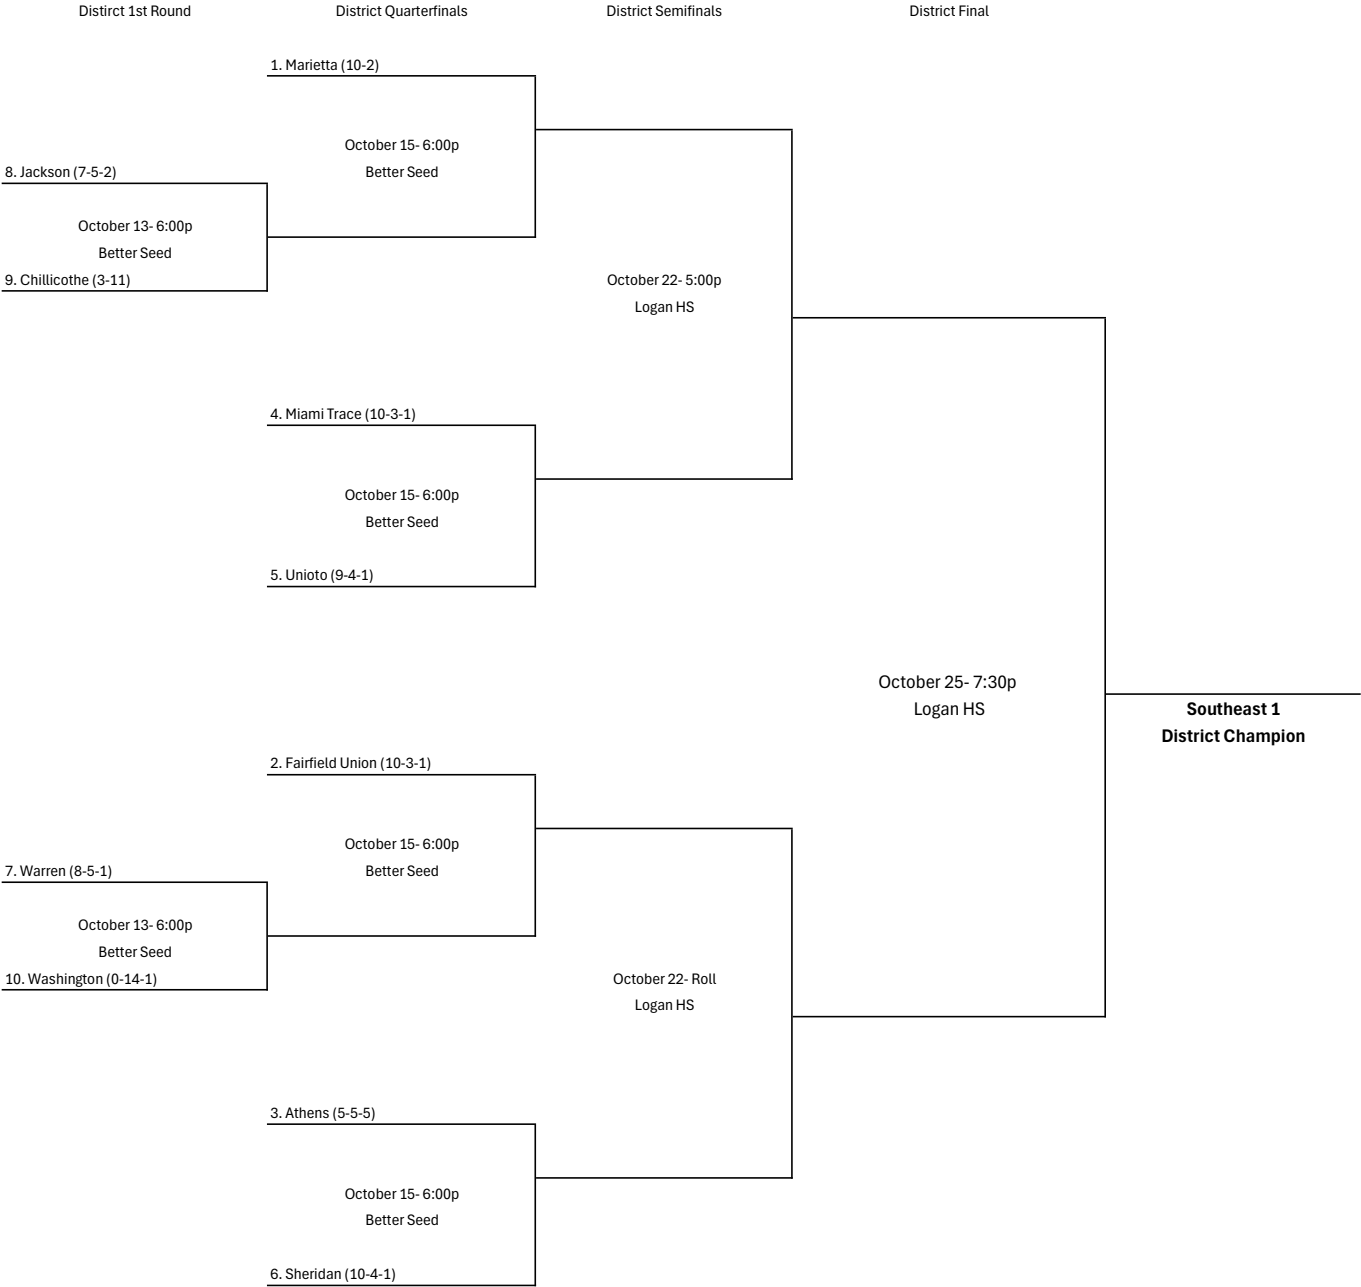 Distirct 1st Round
District Quarterfinals
District Semifinals
District Final
1. Marietta (10-2)
October 15- 6:00p
Better Seed
8. Jackson (7-5-2)
October 13- 6:00p
Better Seed
9. Chillicothe (3-11)
October 22- 5:00p
Logan HS
4. Miami Trace (10-3-1)
October 15- 6:00p
Better Seed
5. Unioto (9-4-1)
October 25- 7:30p
Logan HS
Southeast 1
District Champion
2. Fairfield Union (10-3-1)
October 15- 6:00p
Better Seed
7. Warren (8-5-1)
October 13- 6:00p
Better Seed
10. Washington (0-14-1)
October 22- Roll
Logan HS
3. Athens (5-5-5)
October 15- 6:00p
Better Seed
6. Sheridan (10-4-1)